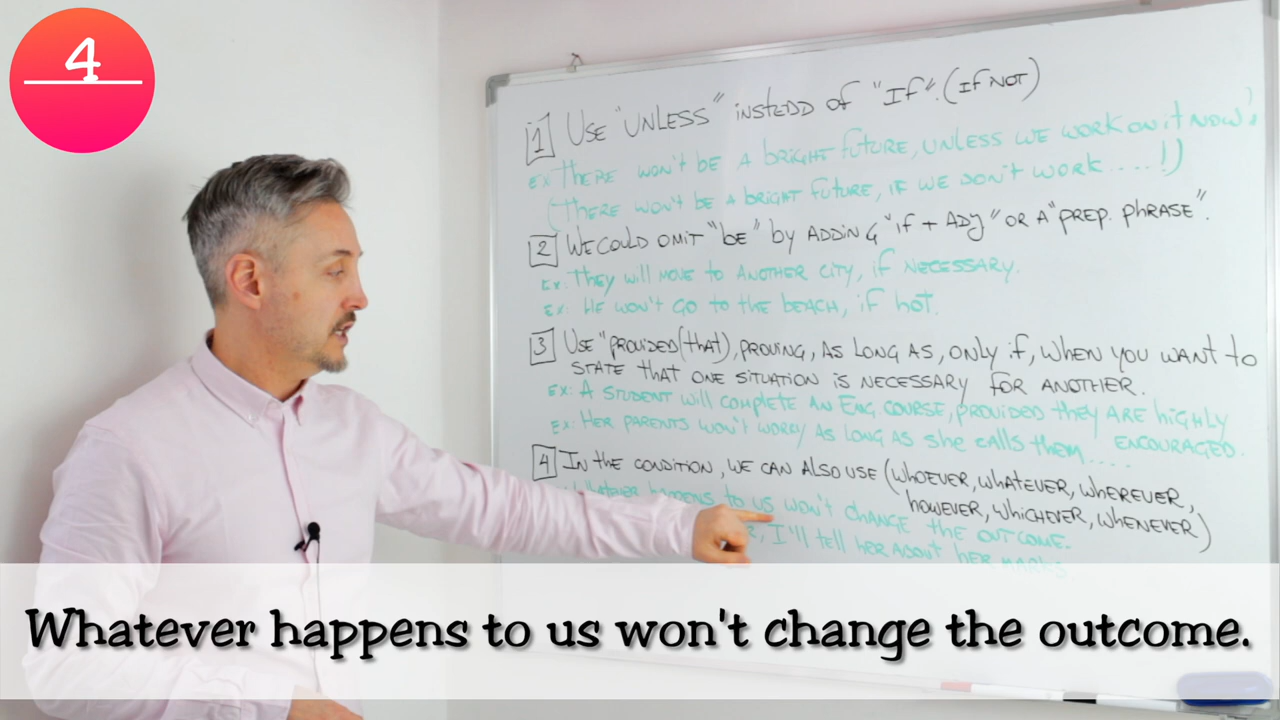 4
1 USE "UNLESS" INSTEDD OF "IF". (IF NOT)
EX: THERE WON'T BE A BRIGHT FUTURE, UNLESS WE WORK ON IT NOW!
(THERE WON'T BE A BRIGHT FUTURE, IF WE DON'T WORK....!)
2 WE COULD OMIT "BE" BY ADDING "IF + ADJ" OR A "PREP. PHRASE".
EX: THEY WILL MOVE TO ANOTHER CITY, IF NECESSARY.
EX: HE WON'T GO TO THE BEACH, IF HOT.
3 USE "PROVIDED(THAT), PROVING, AS LONG AS, ONLY IF, WHEN YOU WANT TO
STATE THAT ONE SITUATION IS NECESSARY FOR ANOTHER.
EX: A STUDENT WILL COMPLETE AN ENG. COURSE, PROVIDED THEY ARE HIGHLY
ENCOURAGED.
EX: HER PARENTS WON'T WORRY AS LONG AS SHE CALLS THEM....
4 IN THE CONDITION, WE CAN ALSO USE (WHOEVER, WHATEVER, WHEREVER,
HOWEVER, WHICHEVER, WHENEVER)
WHATEVER HAPPENS TO US WON'T CHANGE THE OUTCOME.
, I'LL TELL HER ABOUT HER MARKS.
Whatever happens to us won't change the outcome.